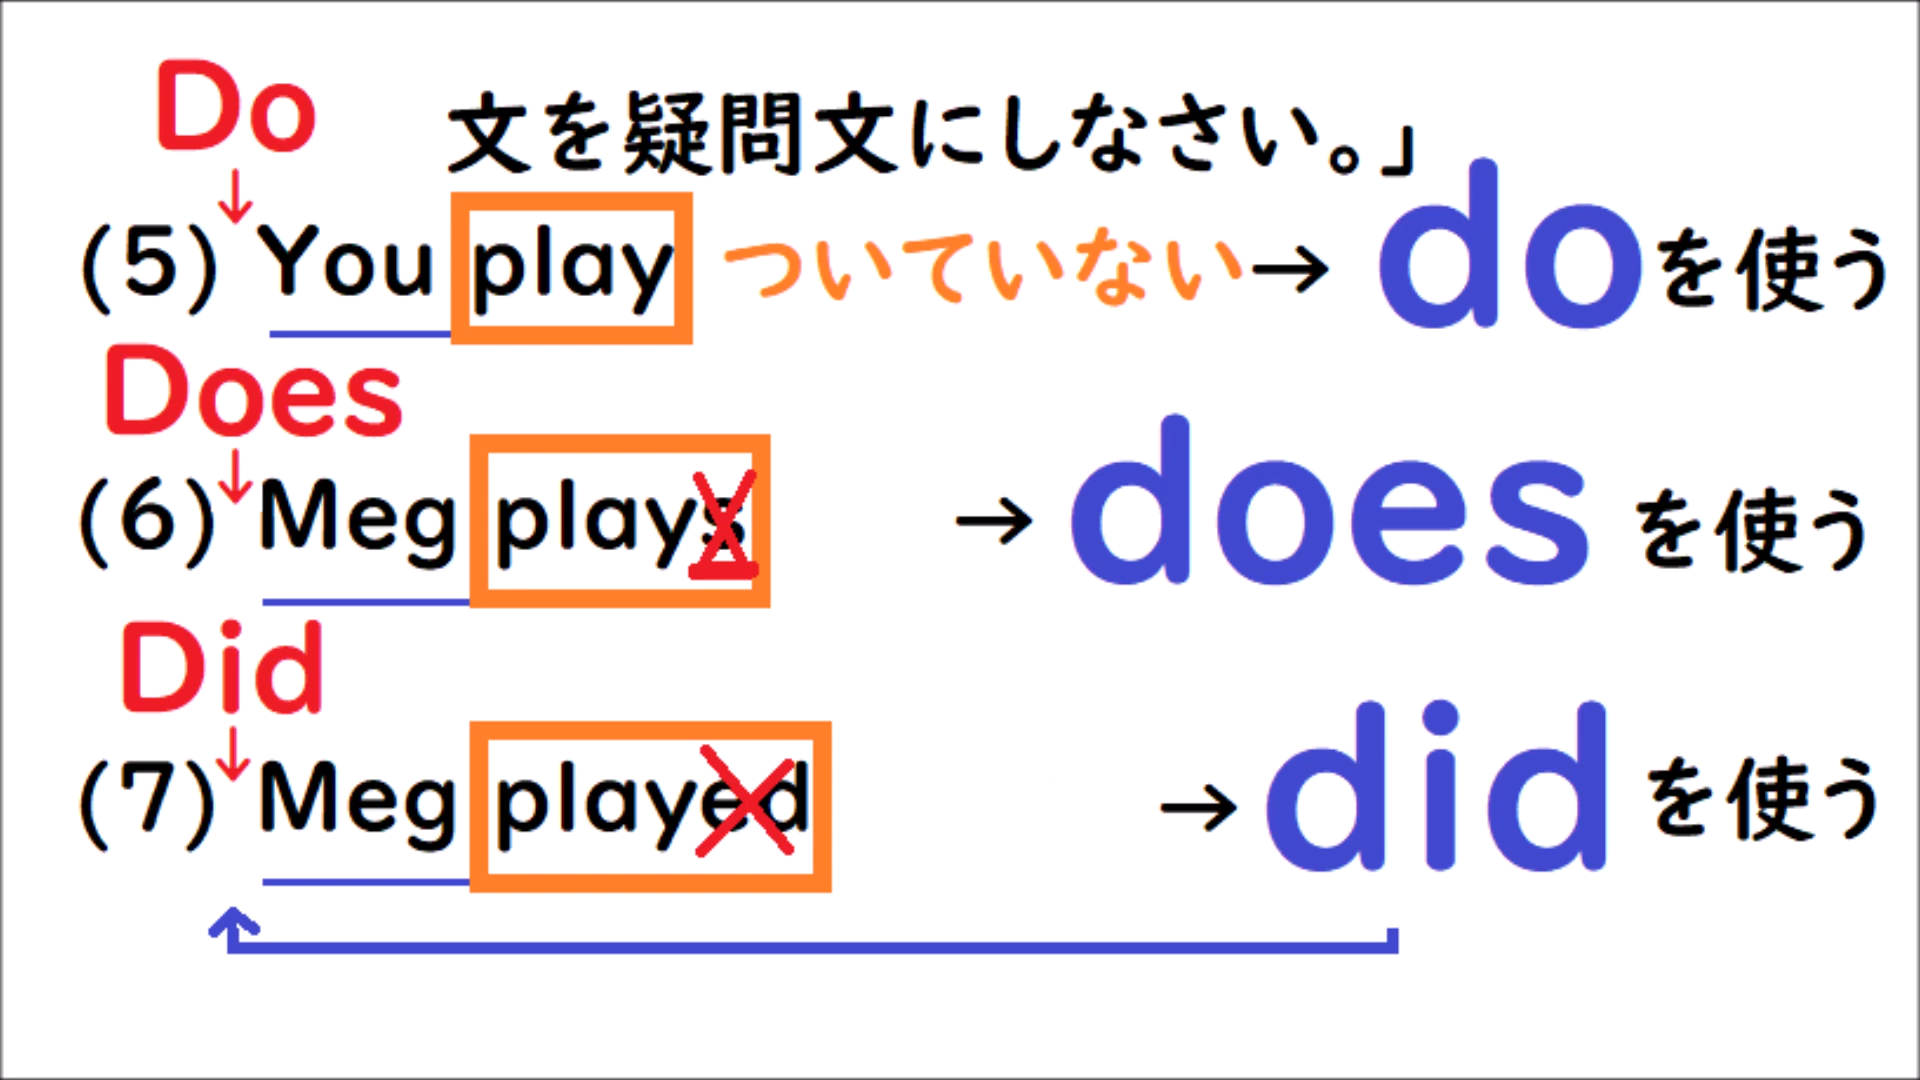 Do
文を疑問文にしなさい。」
↓
(5) You play ついていない→ doを使う
Does
↓
(6) Meg plays → does を使う
Did
↓
(7) Meg played → did を使う